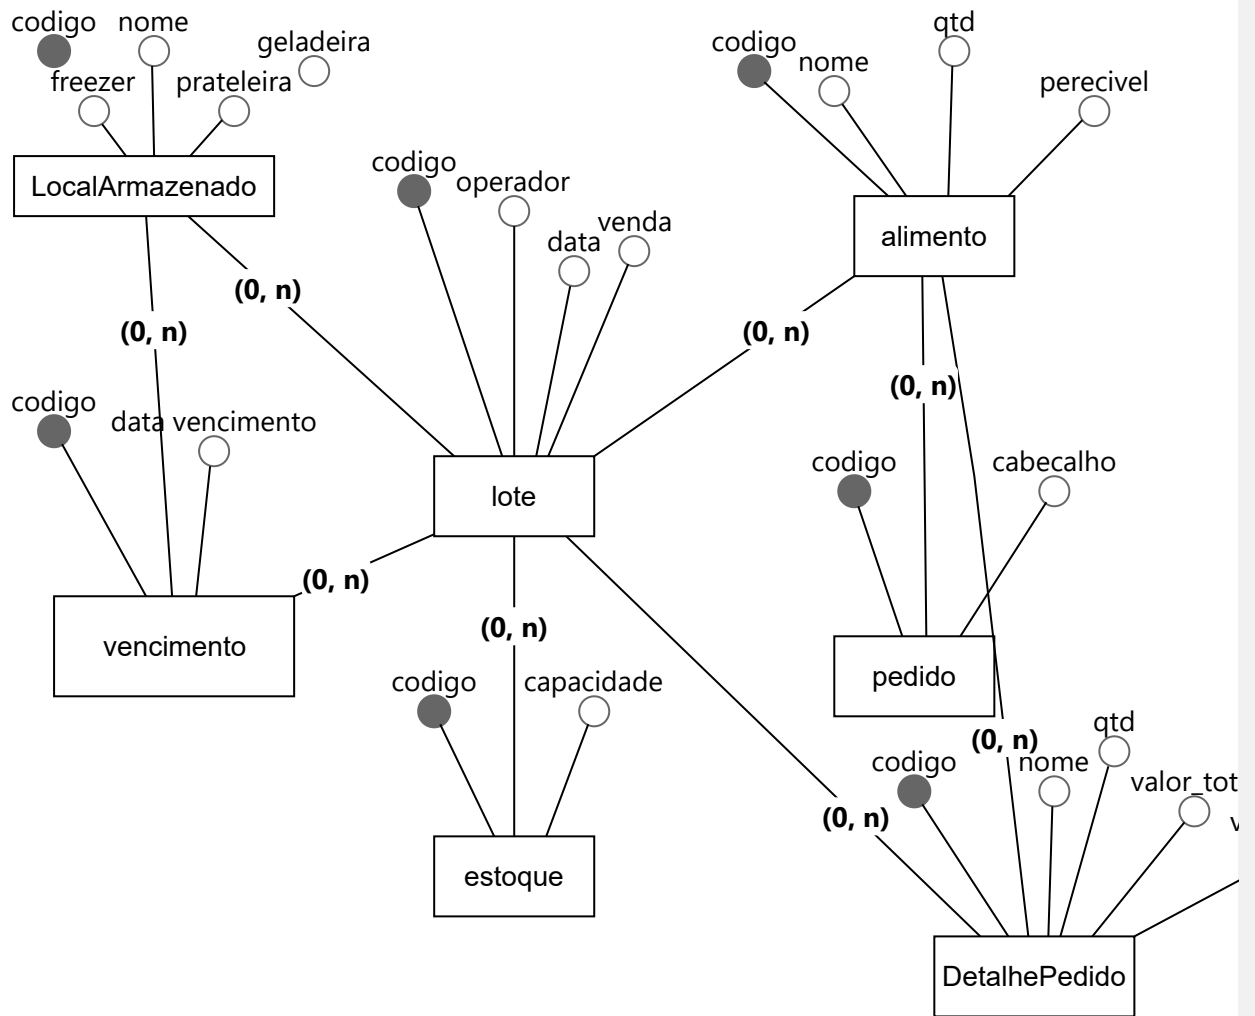 codigo
nome
geladeira
freezer
prateleira
LocalArmazenado
(0, n)
(0, n)
codigo
operador
data
venda
codigo
nome
qtd
perecivel
alimento
(0, n)
(0, n)
codigo
data vencimento
lote
codigo
cabecalho
(0, n)
vencimento
(0, n)
pedido
codigo
capacidade
(0, n)
codigo
nome
qtd
valor_tot
v
(0, n)
estoque
DetalhePedido